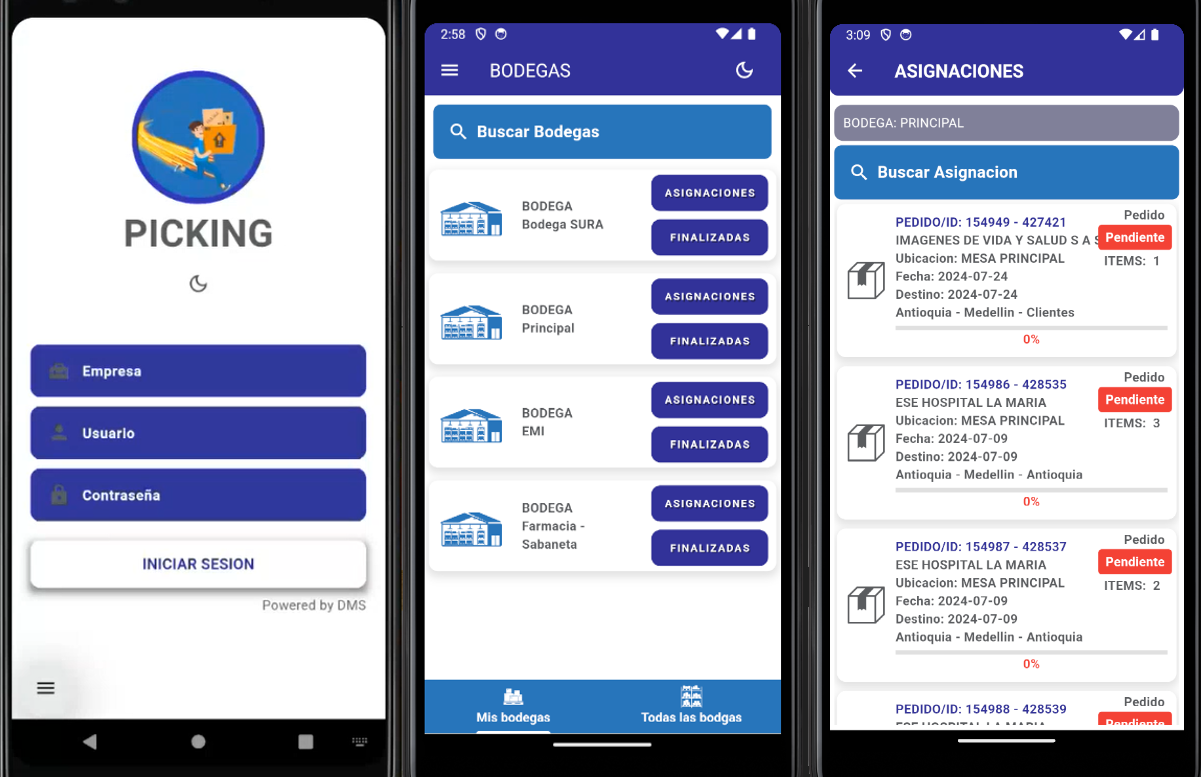 PICKING
Empresa
Usuario
Contraseña
INICIAR SESION
Powered by DMS
2:58
BODEGAS
Buscar Bodegas
BODEGA
Bodega SURA
ASIGNACIONES
FINALIZADAS
BODEGA
Principal
ASIGNACIONES
FINALIZADAS
BODEGA
EMI
ASIGNACIONES
FINALIZADAS
BODEGA
Farmacia -
Sabaneta
ASIGNACIONES
FINALIZADAS
Mis bodegas
Todas las bodgas
3:09
ASIGNACIONES
BODEGA: PRINCIPAL
Buscar Asignacion
Pedido
PEDIDO/ID: 154949 - 427421
IMAGENES DE VIDA Y SALUD S A S
Pendiente
Ubicacion: MESA PRINCIPAL
ITEMS: 1
Fecha: 2024-07-24
Destino: 2024-07-24
Antioquia - Medellin - Clientes
0%
Pedido
PEDIDO/ID: 154986 - 428535
ESE HOSPITAL LA MARIA
Pendiente
Ubicacion: MESA PRINCIPAL
ITEMS: 3
Fecha: 2024-07-09
Destino: 2024-07-09
Antioquia - Medellin - Antioquia
0%
Pedido
PEDIDO/ID: 154987 - 428537
ESE HOSPITAL LA MARIA
Pendiente
Ubicacion: MESA PRINCIPAL
ITEMS: 2
Fecha: 2024-07-09
Destino: 2024-07-09
Antioquia - Medellin - Antioquia
0%
Pedido
PEDIDO/ID: 154988 - 428539
ESE HOSPITAL LA MARIA
Pendiente